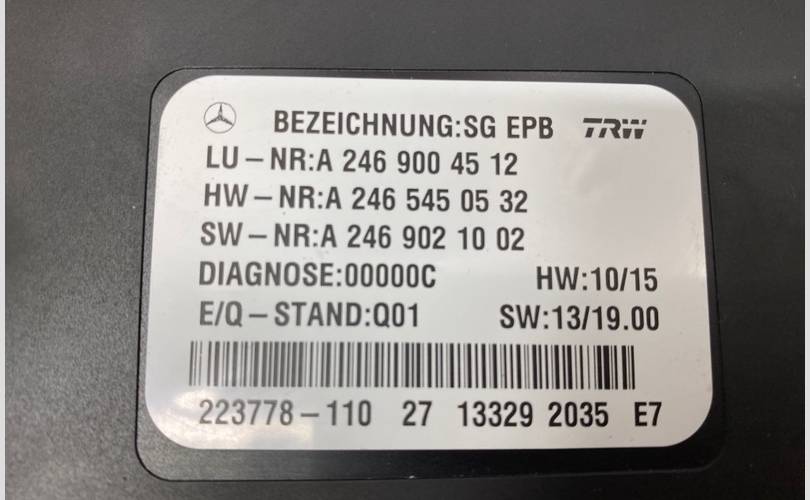 BEZEICHNUNG:SG EPB TRW
LU-NR:A 246 900 45 12
HW-NR:A 246 545 05 32
SW-NR:A 246 902 10 02
DIAGNOSE:00000C HW:10/15
E/Q-STAND:Q01 SW:13/19.00
223778-110 27 13329 2035 E7